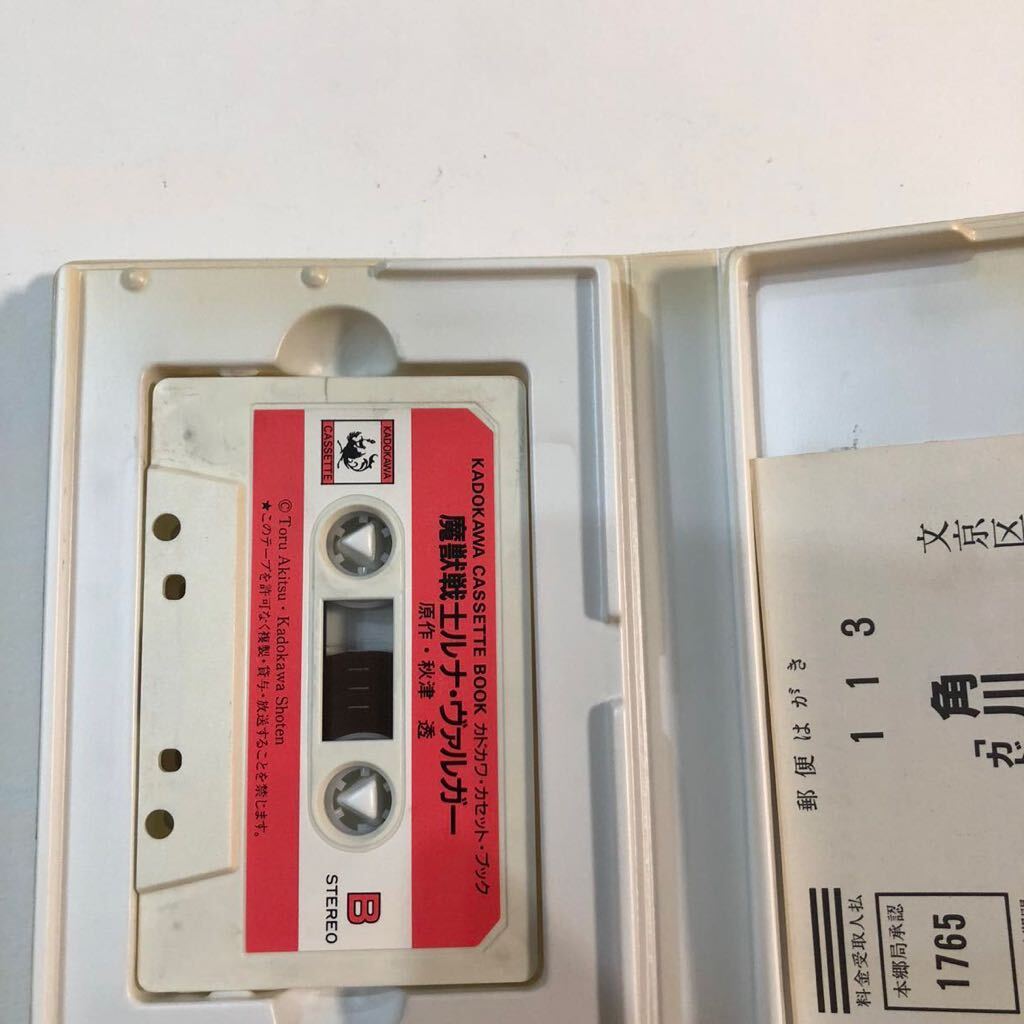 KADOKAWA CASSETTE BOOK カドカワ・カセット・ブック
魔獣戦士ルナ・ヴァルガー
原作・秋津 透
KADOKAWA
CASSETTE
B
STEREO
© Toru Akitsu・Kadokawa Shoten
★このテープを許可なく複製・貸与・放送することを禁じます。
郵便はがき
113
文京区
角川
「カド
料金受取人払
本郷局承認
1765